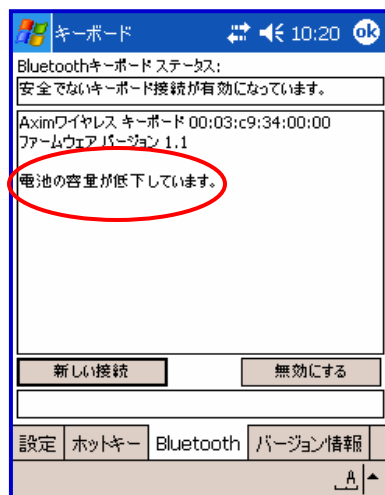 キーボード 10:20 ok
Bluetoothキーボード ステータス:
安全でないキーボード接続が有効になっています。
Aximワイヤレス キーボード 00:03:c9:34:00:00
ファームウェア バージョン 1.1
電池の容量が低下しています。
新しい接続 無効にする
設定 ホットキー Bluetooth バージョン情報
A